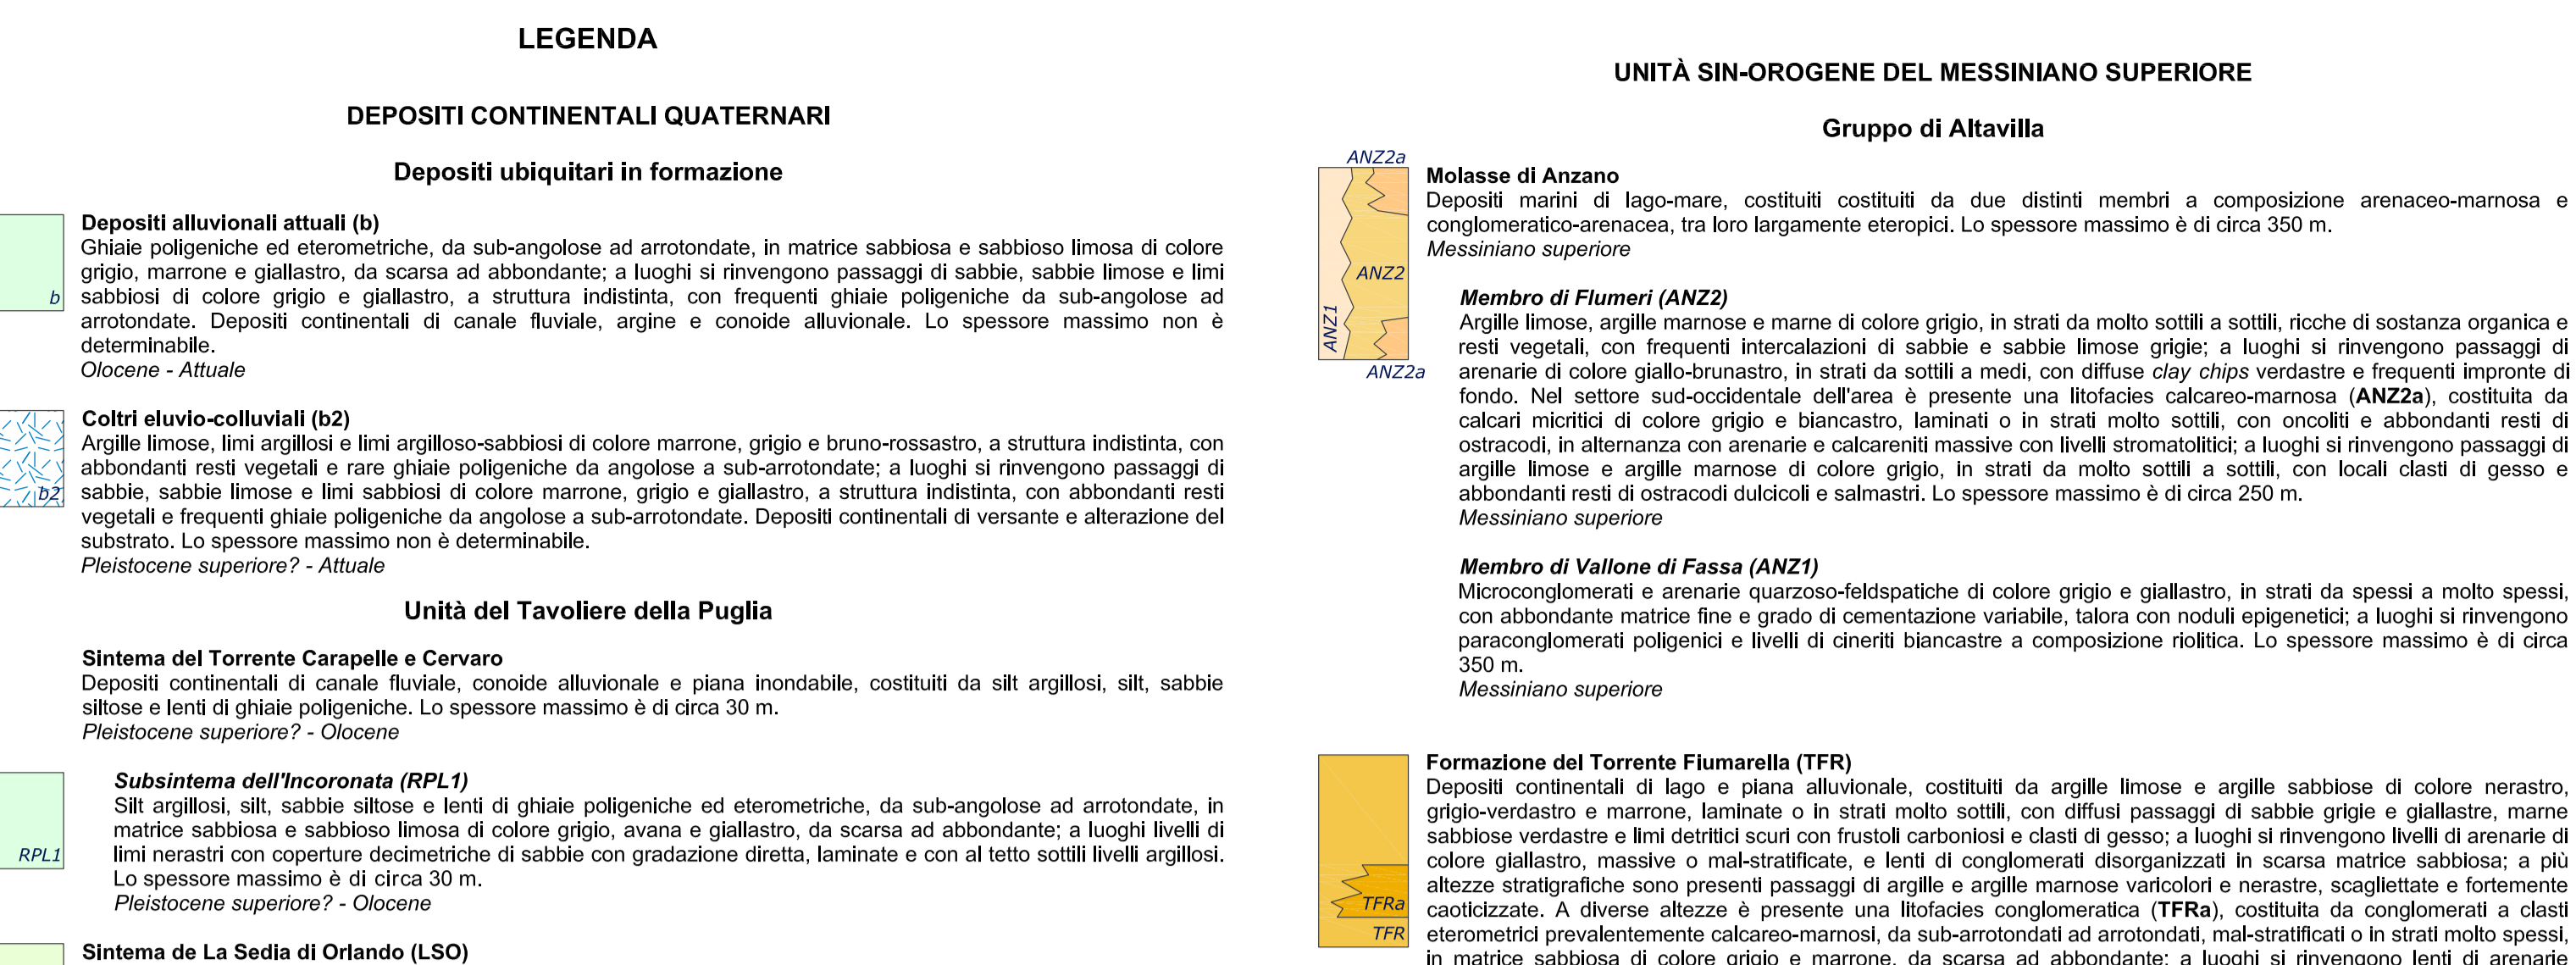 LEGENDA
DEPOSITI CONTINENTALI QUATERNARI
Depositi ubiquitari in formazione
Depositi alluvionali attuali (b)
Ghiaie poligeniche ed eterometriche, da sub-angolose ad arrotondate, in matrice sabbiosa e sabbioso limosa di colore
grigio, marrone e giallastro, da scarsa ad abbondante; a luoghi si rinvengono passaggi di sabbie, sabbie limose e limi
sabbiosi di colore grigio e giallastro, a struttura indistinta, con frequenti ghiaie poligeniche da sub-angolose ad
arrotondate. Depositi continentali di canale fluviale, argine e conoide alluvionale. Lo spessore massimo non è
determinabile.
Olocene - Attuale
b
Coltri eluvio-colluviali (b2)
Argille limose, limi argillosi e limi argilloso-sabbiosi di colore marrone, grigio e bruno-rossastro, a struttura indistinta, con
abbondanti resti vegetali e rare ghiaie poligeniche da angolose a sub-arrotondate; a luoghi si rinvengono passaggi di
sabbie, sabbie limose e limi sabbiosi di colore marrone, grigio e giallastro, a struttura indistinta, con abbondanti resti
vegetali e frequenti ghiaie poligeniche da angolose a sub-arrotondate. Depositi continentali di versante e alterazione del
substrato. Lo spessore massimo non è determinabile.
Pleistocene superiore? - Attuale
b2
Unità del Tavoliere della Puglia
Sintema del Torrente Carapelle e Cervaro
Depositi continentali di canale fluviale, conoide alluvionale e piana inondabile, costituiti da silt argillosi, silt, sabbie
siltose e lenti di ghiaie poligeniche. Lo spessore massimo è di circa 30 m.
Pleistocene superiore? - Olocene
Subsintema dell'Incoronata (RPL1)
Silt argillosi, silt, sabbie siltose e lenti di ghiaie poligeniche ed eterometriche, da sub-angolose ad arrotondate, in
matrice sabbiosa e sabbioso limosa di colore grigio, avana e giallastro, da scarsa ad abbondante; a luoghi livelli di
limi nerastri con coperture decimetriche di sabbie con gradazione diretta, laminate e con al tetto sottili livelli argillosi.
Lo spessore massimo è di circa 30 m.
Pleistocene superiore? - Olocene
RPL1
Sintema de La Sedia di Orlando (LSO)
UNITÀ SIN-OROGENE DEL MESSINIANO SUPERIORE
Gruppo di Altavilla
ANZ2a
ANZ2
ANZ1
ANZ2a
Molasse di Anzano
Depositi marini di lago-mare, costituiti costituiti da due distinti membri a composizione arenaceo-marnosa e
conglomeratico-arenacea, tra loro largamente eteropici. Lo spessore massimo è di circa 350 m.
Messiniano superiore
Membro di Flumeri (ANZ2)
Argille limose, argille marnose e marne di colore grigio, in strati da molto sottili a sottili, ricche di sostanza organica e
resti vegetali, con frequenti intercalazioni di sabbie e sabbie limose grigie; a luoghi si rinvengono passaggi di
arenarie di colore giallo-brunastro, in strati da sottili a medi, con diffuse clay chips verdastre e frequenti impronte di
fondo. Nel settore sud-occidentale dell'area è presente una litofacies calcareo-marnosa (ANZ2a), costituita da
calcari micritici di colore grigio e biancastro, laminati o in strati molto sottili, con oncoliti e abbondanti resti di
ostracodi, in alternanza con arenarie e calcareniti massive con livelli stromatolitici; a luoghi si rinvengono passaggi di
argille limose e argille marnose di colore grigio, in strati da molto sottili a sottili, con locali clasti di gesso e
abbondanti resti di ostracodi dulcicoli e salmastri. Lo spessore massimo è di circa 250 m.
Messiniano superiore
Membro di Vallone di Fassa (ANZ1)
Microconglomerati e arenarie quarzoso-feldspatiche di colore grigio e giallastro, in strati da spessi a molto spessi,
con abbondante matrice fine e grado di cementazione variabile, talora con noduli epigenetici; a luoghi si rinvengono
paraconglomerati poligenici e livelli di cineriti biancastre a composizione riolitica. Lo spessore massimo è di circa
350 m.
Messiniano superiore
Formazione del Torrente Fiumarella (TFR)
Depositi continentali di lago e piana alluvionale, costituiti da argille limose e argille sabbiose di colore nerastro,
grigio-verdastro e marrone, laminate o in strati molto sottili, con diffusi passaggi di sabbie grigie e giallastre, marne
sabbiose verdastre e limi detritici scuri con frustoli carboniosi e clasti di gesso; a luoghi si rinvengono livelli di arenarie di
colore giallastro, massive o mal-stratificate, e lenti di conglomerati disorganizzati in scarsa matrice sabbiosa; a più
altezze stratigrafiche sono presenti passaggi di argille e argille marnose varicolori e nerastre, scagliettate e fortemente
caoticizzate. A diverse altezze è presente una litofacies conglomeratica (TFRa), costituita da conglomerati a clasti
eterometrici prevalentemente calcareo-marnosi, da sub-arrotondati ad arrotondati, mal-stratificati o in strati molto spessi,
in matrice sabbiosa di colore grigio e marrone, da scarsa ad abbondante; a luoghi si rinvengono lenti di arenarie
TFRa
TFR